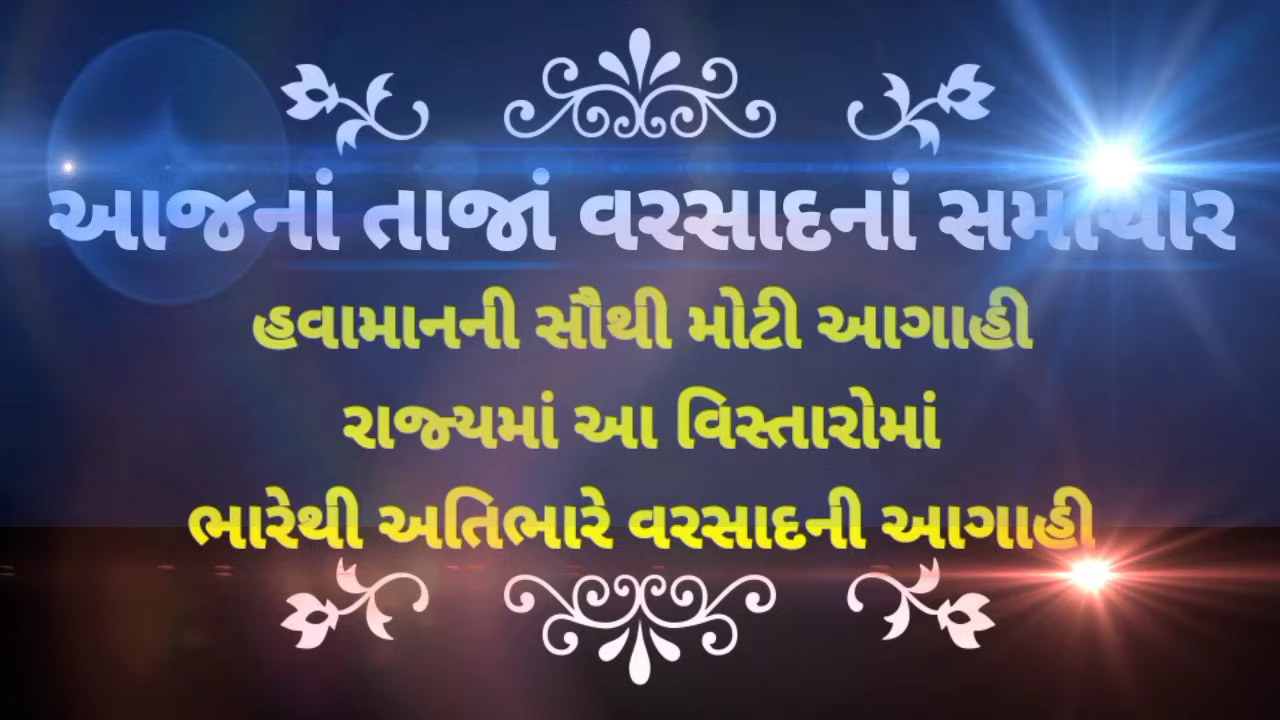 આજનાં તાજાં વરસાદનાં સમાચાર
હવામાનની સૌથી મોટી આગાહી
રાજ્યમાં આ વિસ્તારોમાં
ભારેથી અતિભારે વરસાદની આગાહી